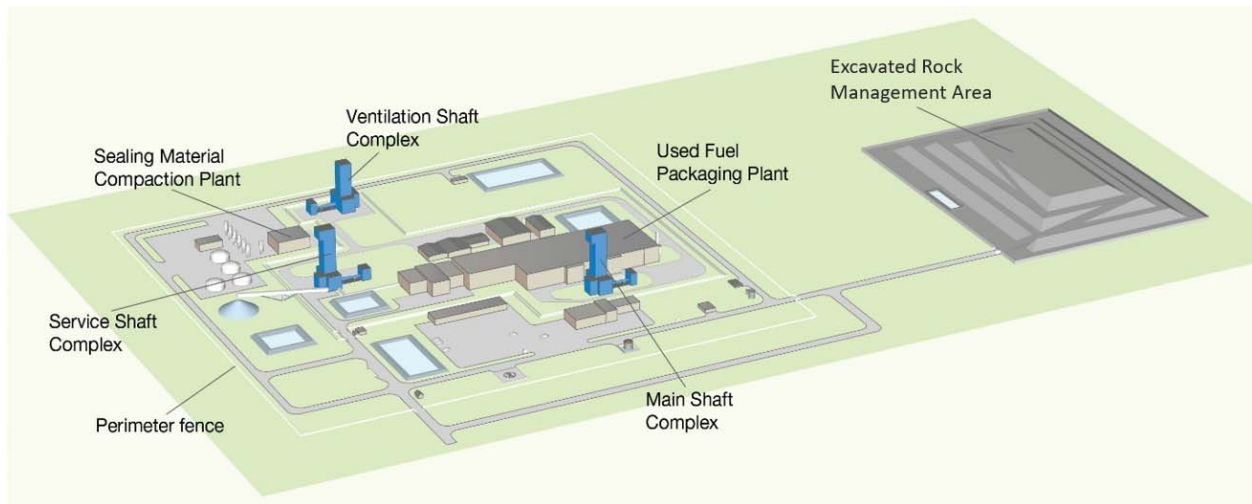 Excavated Rock
Management Area
Ventilation Shaft
Complex
Sealing Material
Compaction Plant
Used Fuel
Packaging Plant
Service Shaft
Complex
Main Shaft
Complex
Perimeter fence